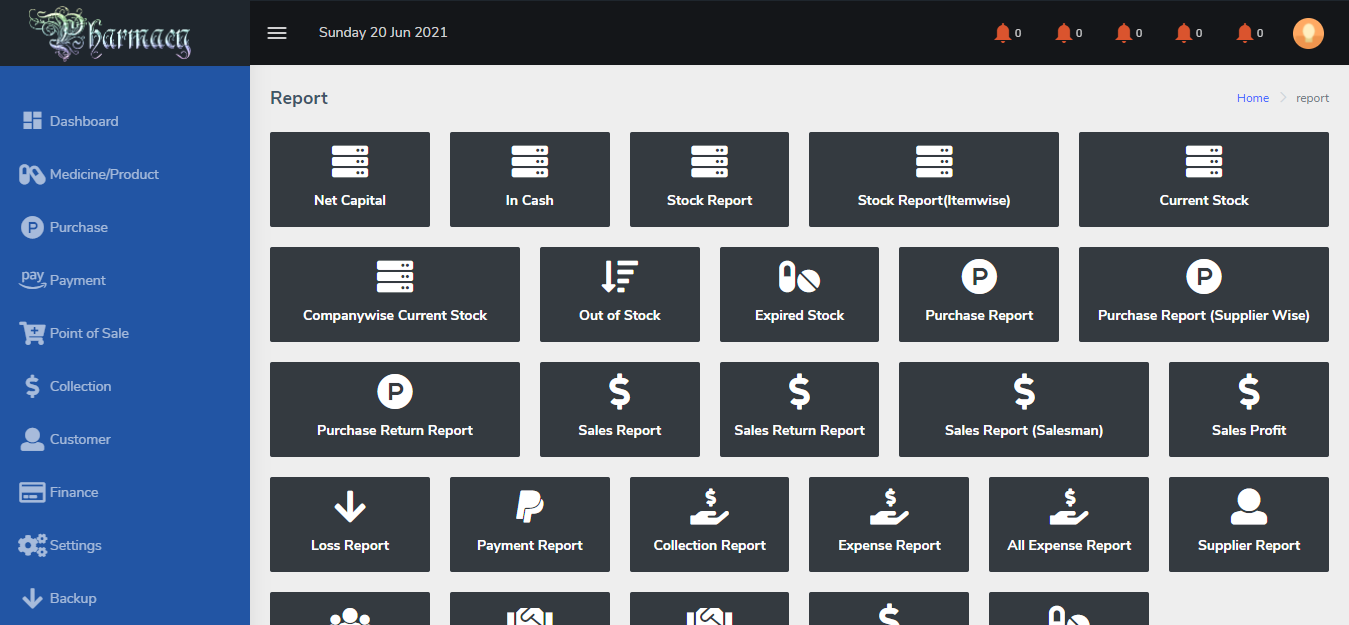 Pharmacy
Sunday 20 Jun 2021
0 0 0 0 0
Dashboard
Medicine/Product
P Purchase
pay Payment
Point of Sale
$ Collection
Customer
Finance
Settings
Backup
Report
Home > report
Net Capital
In Cash
Stock Report
Stock Report(Itemwise)
Current Stock
Companywise Current Stock
Out of Stock
Expired Stock
P
Purchase Report
P
Purchase Report (Supplier Wise)
P
Purchase Return Report
$
Sales Report
$
Sales Return Report
$
Sales Report (Salesman)
$
Sales Profit
Loss Report
P
Payment Report
$
Collection Report
$
Expense Report
$
All Expense Report
Supplier Report
$